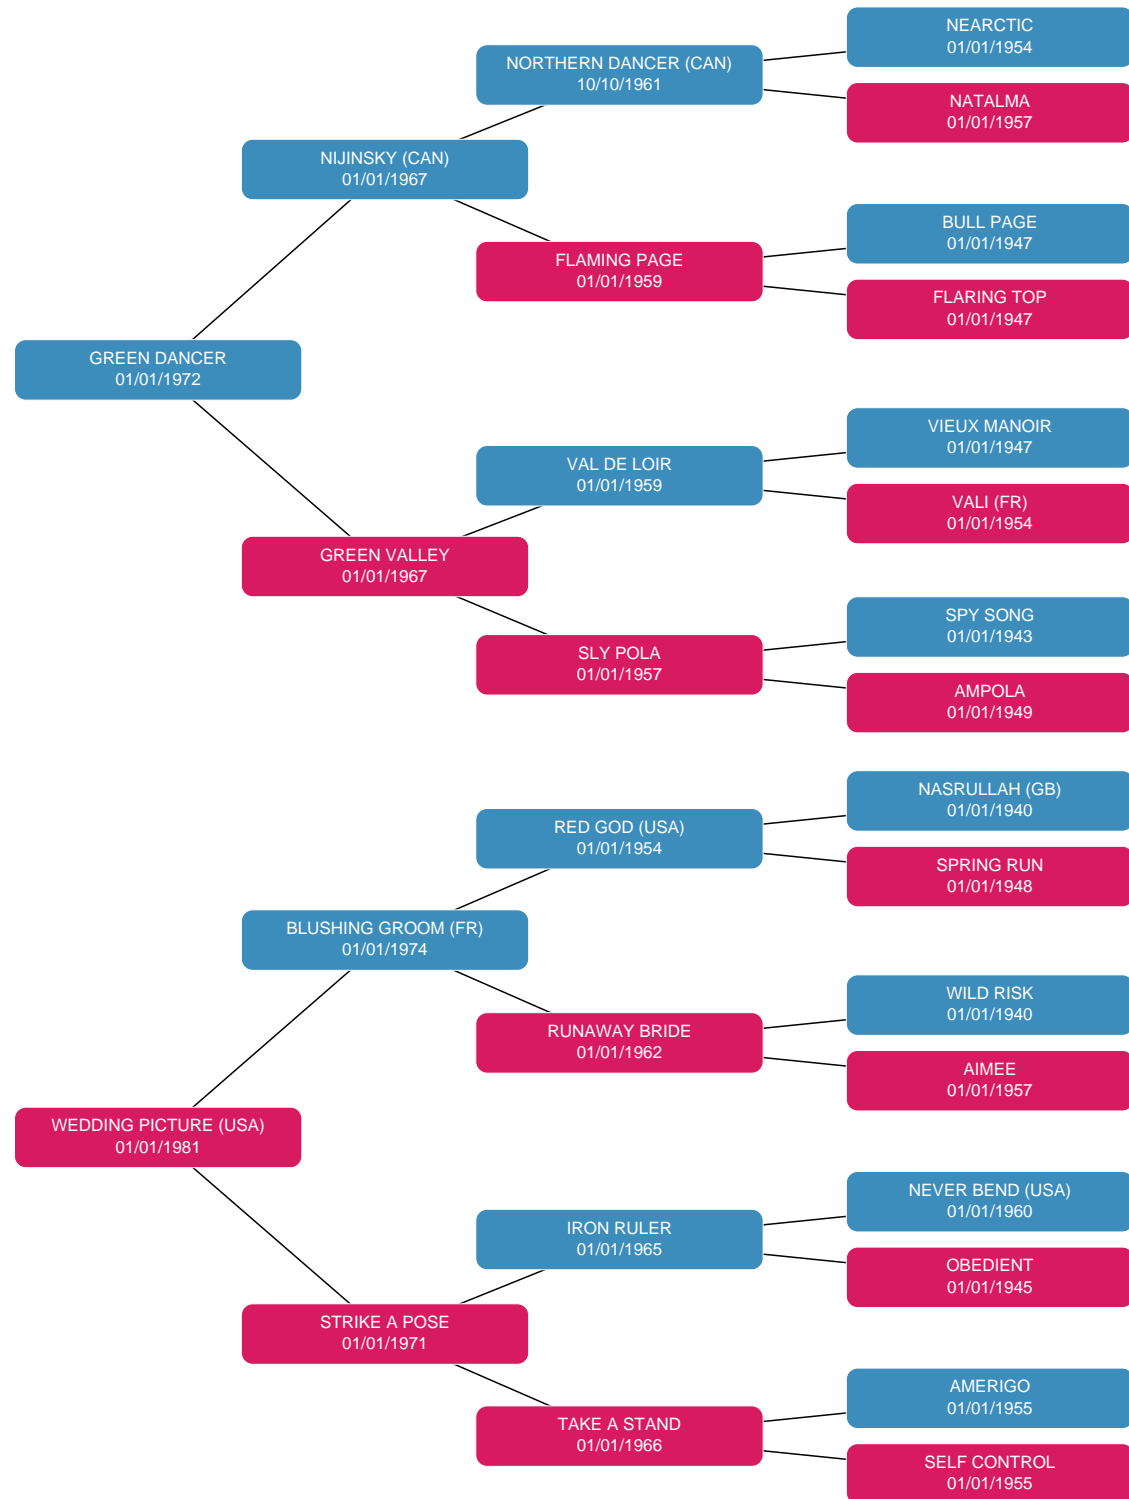 NEARCTIC
01/01/1954
NORTHERN DANCER (CAN)
10/10/1961
NATALMA
01/01/1957
NIJINSKY (CAN)
01/01/1967
BULL PAGE
01/01/1947
FLAMING PAGE
01/01/1959
FLARING TOP
01/01/1947
GREEN DANCER
01/01/1972
VIEUX MANOIR
01/01/1947
VAL DE LOIR
01/01/1959
VALI (FR)
01/01/1954
GREEN VALLEY
01/01/1967
SPY SONG
01/01/1943
SLY POLA
01/01/1957
AMPOLA
01/01/1949
NASRULLAH (GB)
01/01/1940
RED GOD (USA)
01/01/1954
SPRING RUN
01/01/1948
BLUSHING GROOM (FR)
01/01/1974
WILD RISK
01/01/1940
RUNAWAY BRIDE
01/01/1962
AIMEE
01/01/1957
WEDDING PICTURE (USA)
01/01/1981
NEVER BEND (USA)
01/01/1960
IRON RULER
01/01/1965
OBEDIENT
01/01/1945
STRIKE A POSE
01/01/1971
AMERIGO
01/01/1955
TAKE A STAND
01/01/1966
SELF CONTROL
01/01/1955